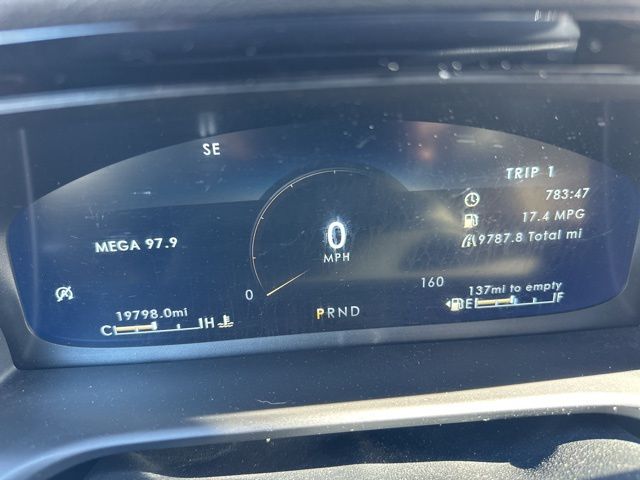 SE
TRIP 1
783:47
17.4 MPG
9787.8 Total mi
MEGA 97.9
0
MPH
0
160
137mi to empty
19798.0mi
C H
PRND
E F